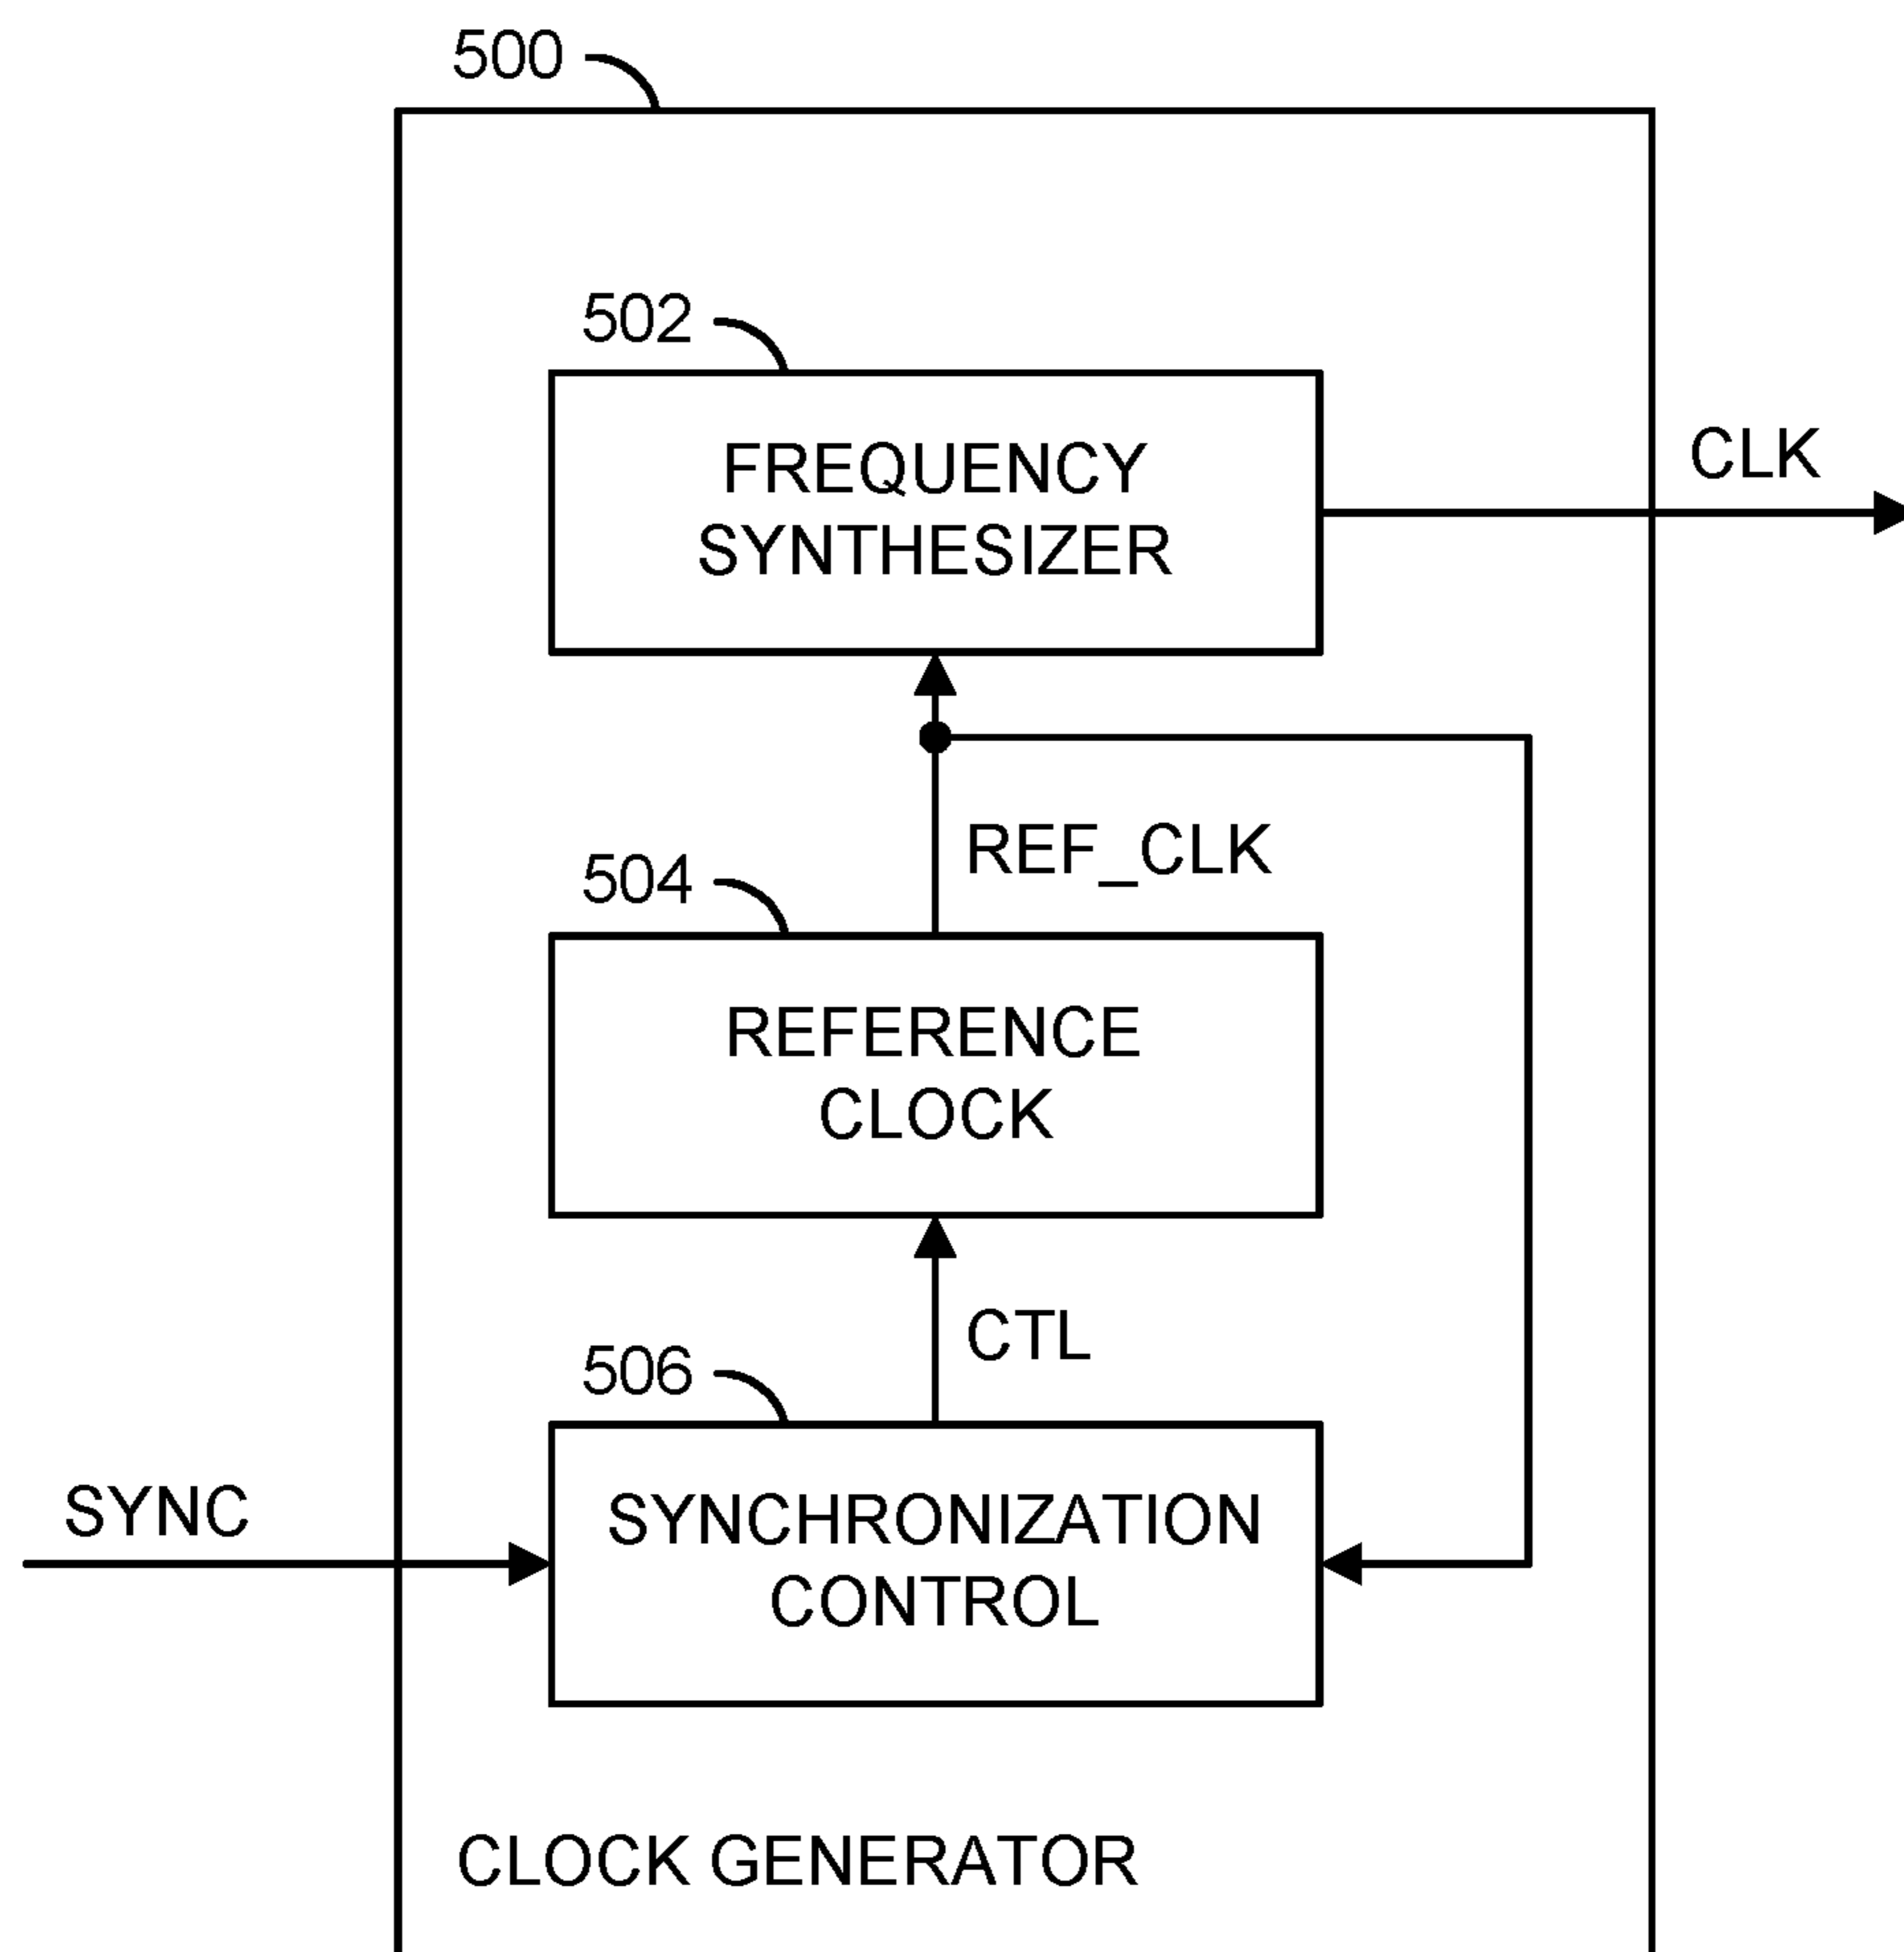 500
502
FREQUENCY
SYNTHESIZER
CLK
REF_CLK
504
REFERENCE
CLOCK
CTL
506
SYNC
SYNCHRONIZATION
CONTROL
CLOCK GENERATOR